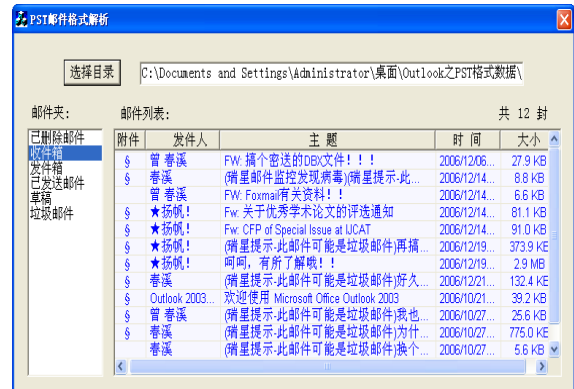 PST邮件格式解析
选择目录 C:\Documents and Settings\Administrator\桌面\Outlook之PST格式数据\
邮件夹: 邮件列表: 共 12 封
已删除邮件
收件箱
发件箱
已发送邮件
草稿
垃圾邮件
附件 发件人 主 题 时 间 大小
§ 曾 春溪 FW: 搞个密送的DBX文件！！！ 2006/12/06... 27.9 KB
§ 春溪 (瑞星邮件监控发现病毒)(瑞星提示-此... 2006/12/14... 8.8 KB
曾 春溪 FW: Foxmail有关资料！！ 2006/12/14... 6.6 KB
§ ★扬帆！ Fw: 关于优秀学术论文的评选通知 2006/12/14... 81.1 KB
§ ★扬帆！ Fw: CFP of Special Issue at IJCAT 2006/12/14... 91.0 KB
§ ★扬帆！ (瑞星提示-此邮件可能是垃圾邮件)再搞... 2006/12/19... 373.9 KB
§ ★扬帆！ 呵呵，有所了解哦！！ 2006/12/19... 2.9 MB
§ 春溪 (瑞星提示-此邮件可能是垃圾邮件)好久... 2006/12/21... 132.4 KB
Outlook 2003... 欢迎使用 Microsoft Office Outlook 2003 2006/10/21... 39.2 KB
§ 曾 春溪 (瑞星提示-此邮件可能是垃圾邮件)我也... 2006/10/27... 25.6 KB
§ 春溪 (瑞星提示-此邮件可能是垃圾邮件)为什... 2006/10/27... 775.0 KB
春溪 (瑞星提示-此邮件可能是垃圾邮件)换个... 2006/10/27... 5.6 KB